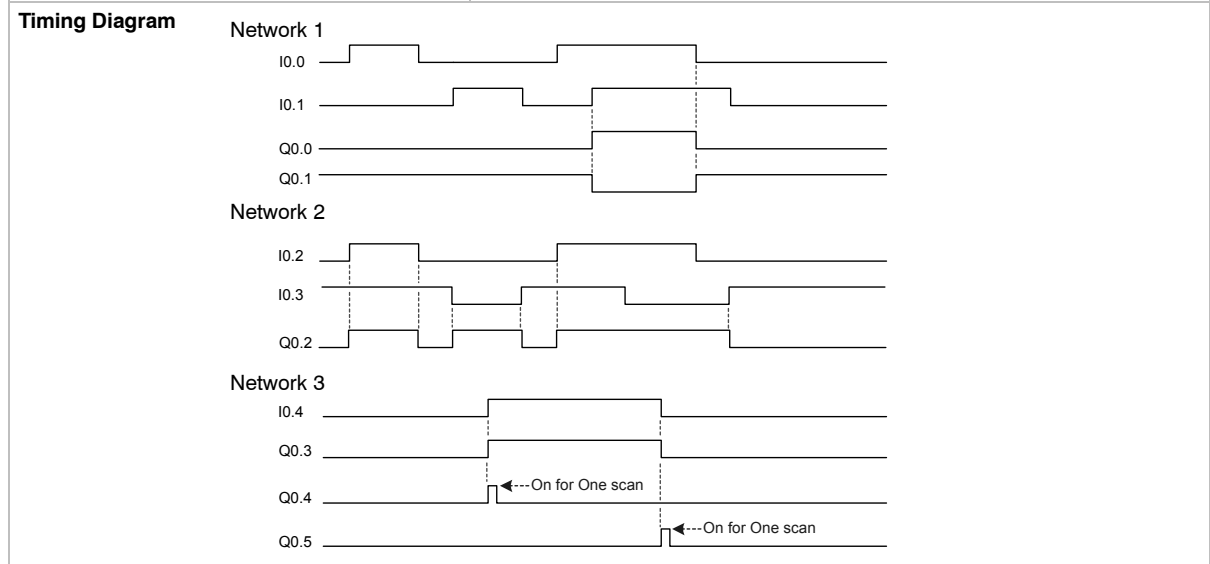 Timing Diagram
Network 1
I0.0
I0.1
Q0.0
Q0.1
Network 2
I0.2
I0.3
Q0.2
Network 3
I0.4
Q0.3
Q0.4
On for One scan
Q0.5
On for One scan